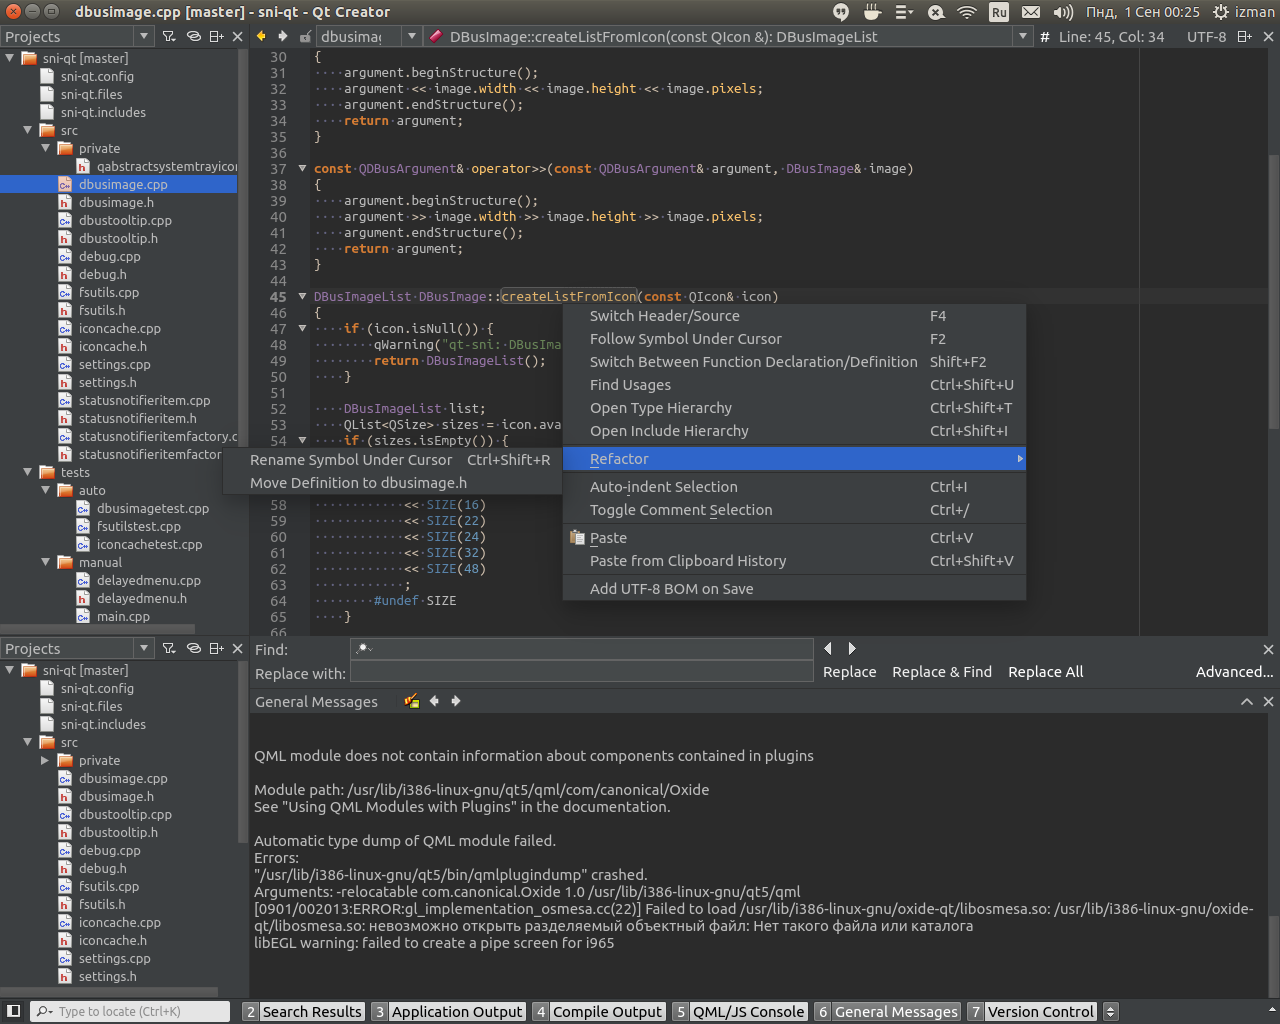 dbusimage.cpp [master] - sni-qt - Qt Creator
Ru
Пнд, 1 Сен 00:25
izman
Projects
dbusimag
DBusImage::createListFromIcon(const QIcon &): DBusImageList
# Line: 45, Col: 34
UTF-8
sni-qt [master]
sni-qt.config
sni-qt.files
sni-qt.includes
src
private
qabstractsystemtrayicon
dbusimage.cpp
dbusimage.h
dbustooltip.cpp
dbustooltip.h
debug.cpp
debug.h
fsutils.cpp
fsutils.h
iconcache.cpp
iconcache.h
settings.cpp
settings.h
statusnotifieritem.cpp
statusnotifieritem.h
statusnotifieritemfactory.c
statusnotifieritemfactory
tests
auto
dbusimagetest.cpp
fsutilstest.cpp
iconcachetest.cpp
manual
delayedmenu.cpp
delayedmenu.h
main.cpp
30 {
31 argument.beginStructure();
32 argument << image.width << image.height << image.pixels;
33 argument.endStructure();
34 return argument;
35 }
36
37 const QDBusArgument& operator>>(const QDBusArgument& argument, DBusImage& image)
38 {
39 argument.beginStructure();
40 argument >> image.width >> image.height >> image.pixels;
41 argument.endStructure();
42 return argument;
43 }
44
45 DBusImageList DBusImage::createListFromIcon(const QIcon& icon)
46 {
47 if (icon.isNull()) {
48 qWarning("qt-sni: DBusIma
49 return DBusImageList();
50 }
51
52 DBusImageList list;
53 QList<QSize> sizes = icon.ava
54 if (sizes.isEmpty()) {
58 << SIZE(16)
59 << SIZE(22)
60 << SIZE(24)
61 << SIZE(32)
62 << SIZE(48)
63 ;
64 #undef SIZE
65 }
66
Switch Header/Source F4
Follow Symbol Under Cursor F2
Switch Between Function Declaration/Definition Shift+F2
Find Usages Ctrl+Shift+U
Open Type Hierarchy Ctrl+Shift+T
Open Include Hierarchy Ctrl+Shift+I
Refactor
Auto-indent Selection Ctrl+I
Toggle Comment Selection Ctrl+/
Paste Ctrl+V
Paste from Clipboard History Ctrl+Shift+V
Add UTF-8 BOM on Save
Rename Symbol Under Cursor Ctrl+Shift+R
Move Definition to dbusimage.h
Projects
sni-qt [master]
sni-qt.config
sni-qt.files
sni-qt.includes
src
private
dbusimage.cpp
dbusimage.h
dbustooltip.cpp
dbustooltip.h
debug.cpp
debug.h
fsutils.cpp
fsutils.h
iconcache.cpp
iconcache.h
settings.cpp
settings.h
Find:
Replace with:
Replace Replace & Find Replace All Advanced...
General Messages
QML module does not contain information about components contained in plugins
Module path: /usr/lib/i386-linux-gnu/qt5/qml/com/canonical/Oxide
See "Using QML Modules with Plugins" in the documentation.
Automatic type dump of QML module failed.
Errors:
"/usr/lib/i386-linux-gnu/qt5/bin/qmlplugindump" crashed.
Arguments: -relocatable com.canonical.Oxide 1.0 /usr/lib/i386-linux-gnu/qt5/qml
[0901/002013:ERROR:gl_implementation_osmesa.cc(22)] Failed to load /usr/lib/i386-linux-gnu/oxide-qt/libosmesa.so: /usr/lib/i386-linux-gnu/oxide-
qt/libosmesa.so: невозможно открыть разделяемый объектный файл: Нет такого файла или каталога
libEGL warning: failed to create a pipe screen for i965
Type to locate (Ctrl+K)
2 Search Results
3 Application Output
4 Compile Output
5 QML/JS Console
6 General Messages
7 Version Control